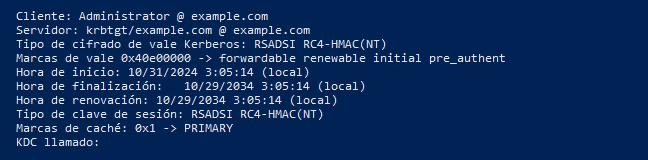 Cliente: Administrator @ example.com
Servidor: krbtgt/example.com @ example.com
Tipo de cifrado de vale Kerberos: RSADSI RC4-HMAC(NT)
Marcas de vale 0x40e00000 -> forwardable renewable initial pre_authent
Hora de inicio: 10/31/2024 3:05:14 (local)
Hora de finalización:   10/29/2034 3:05:14 (local)
Hora de renovación: 10/29/2034 3:05:14 (local)
Tipo de clave de sesión: RSADSI RC4-HMAC(NT)
Marcas de caché: 0x1 -> PRIMARY
KDC llamado: